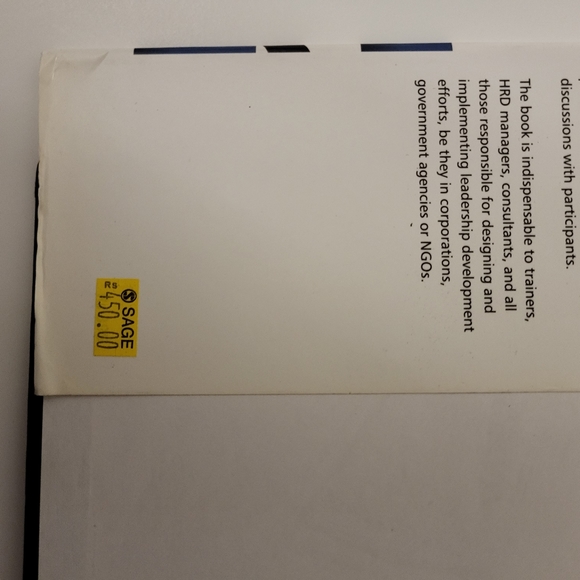 discussions with participants.
The book is indispensable to trainers,
HRD managers, consultants, and all
those responsible for designing and
implementing leadership development
efforts, be they in corporations,
government agencies or NGOs.
SAGE
Rs 450.00